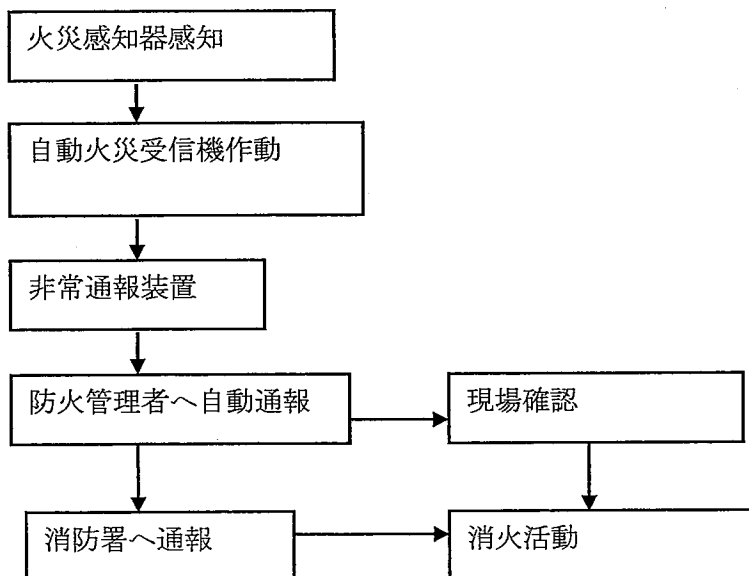 火災感知器感知
自動火災受信機作動
非常通報装置
防火管理者へ自動通報
現場確認
消防署へ通報
消火活動